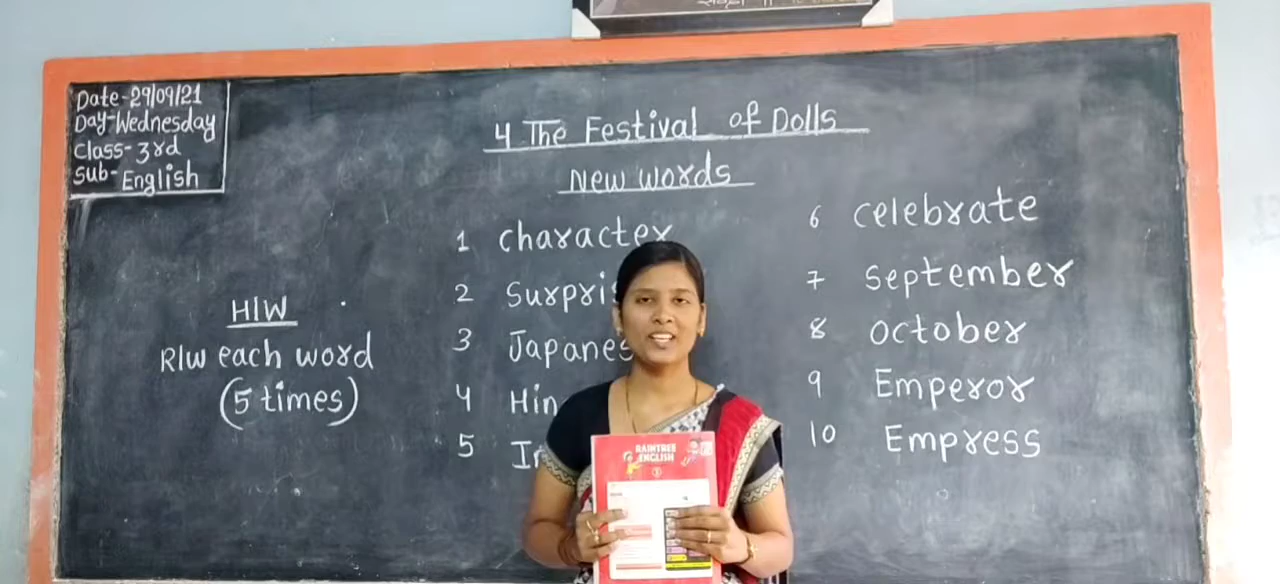 Date-29/09/21
Day-Wednesday
Class-3rd
Sub-English
4 The Festival of Dolls
New words
1 character
2 Surpris
3 Japanes
4 Hin
5 In
6 celebrate
7 September
8 October
9 Emperor
10 Empress
H/W
R/W each word
(5 times)
RAINTREE
ENGLISH
3